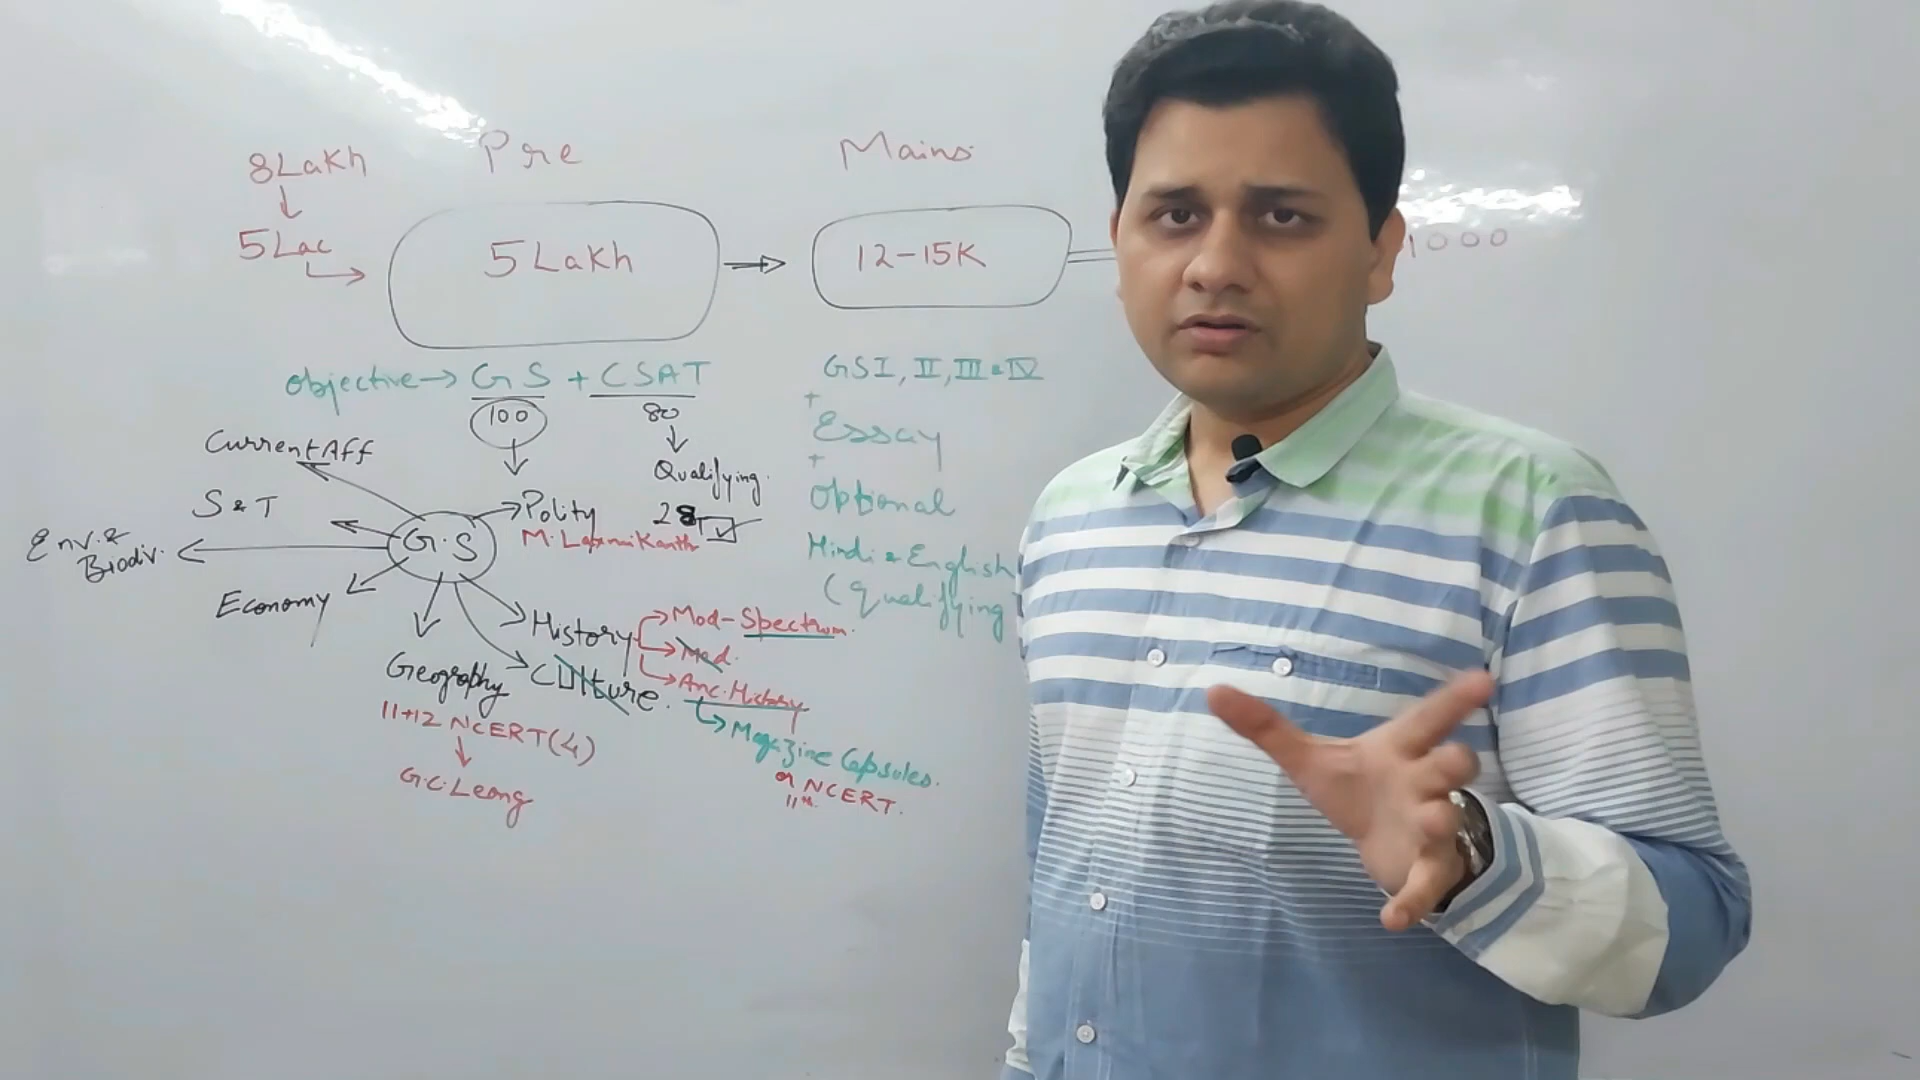 8Lakh
Pre
Mains
5Lac
5Lakh
12-15K
1000
objective → GS + CSAT
100
80
Qualifying.
28
GSI, II, III & IV
+
Essay
+
Optional
Hindi & English
(qualifying
Current Aff
S & T
Env. &
Biodiv.
G.S
Polity
M. Laxmikanth
Economy
History
Mod-Spectrum.
Med.
Anc. History
Culture.
Magazine Capsules.
or NCERT.
11th.
Geography
11+12 NCERT(4)
G.C. Leong